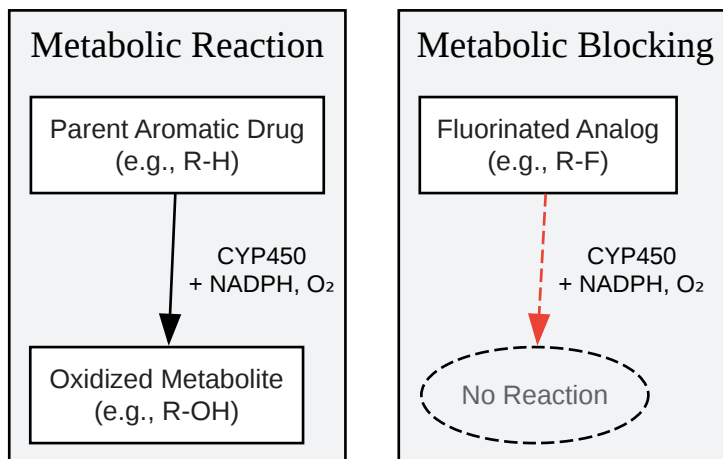 Metabolic Reaction
Parent Aromatic Drug
(e.g., R-H)
CYP450
+ NADPH, O₂
Oxidized Metabolite
(e.g., R-OH)
Metabolic Blocking
Fluorinated Analog
(e.g., R-F)
CYP450
+ NADPH, O₂
No Reaction